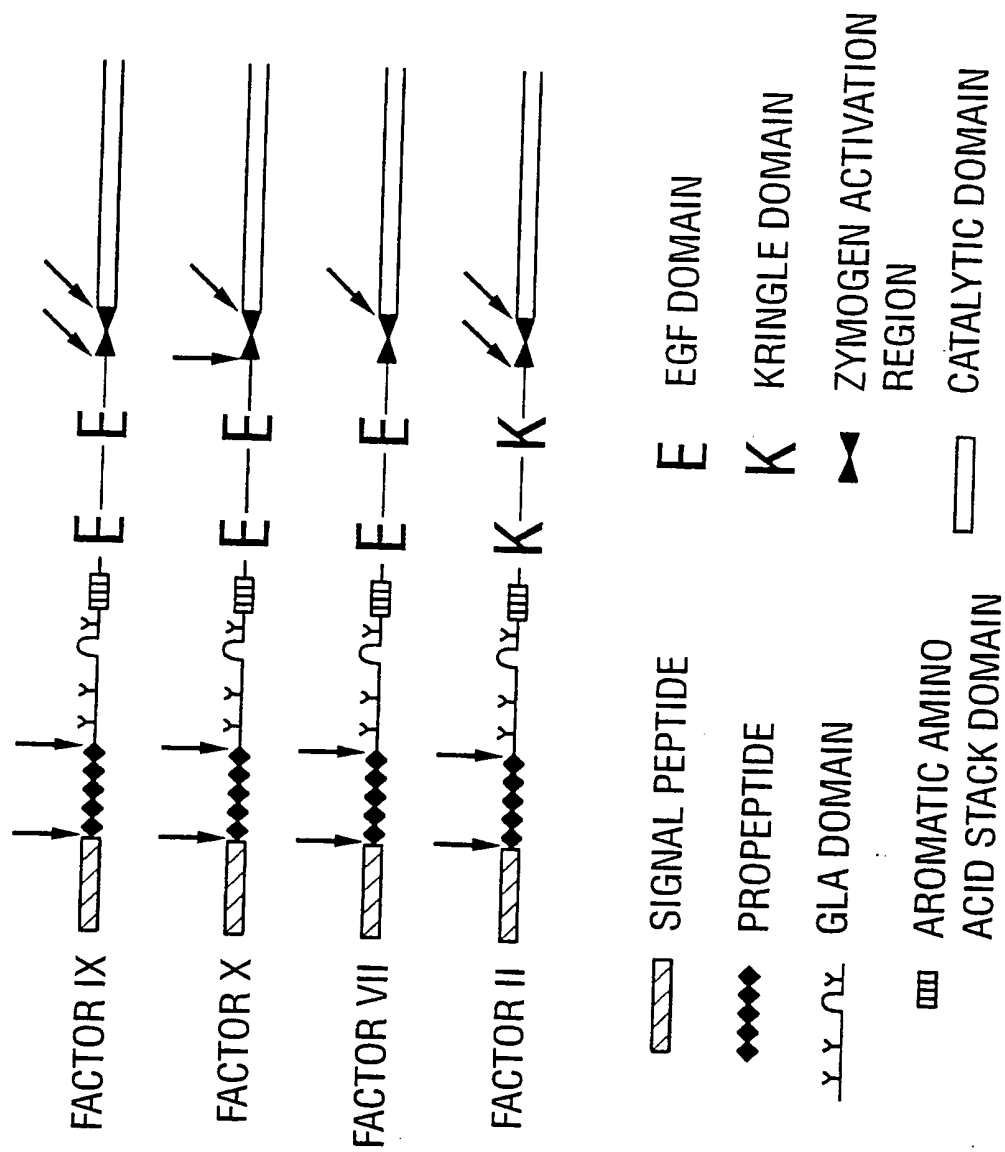 FACTOR IX
E
E
FACTOR X
E
E
FACTOR VII
E
E
FACTOR II
K
K
SIGNAL PEPTIDE
PROPEPTIDE
GLA DOMAIN
AROMATIC AMINO
ACID STACK DOMAIN
E EGF DOMAIN
K KRINGLE DOMAIN
ZYMOGEN ACTIVATION
REGION
CATALYTIC DOMAIN